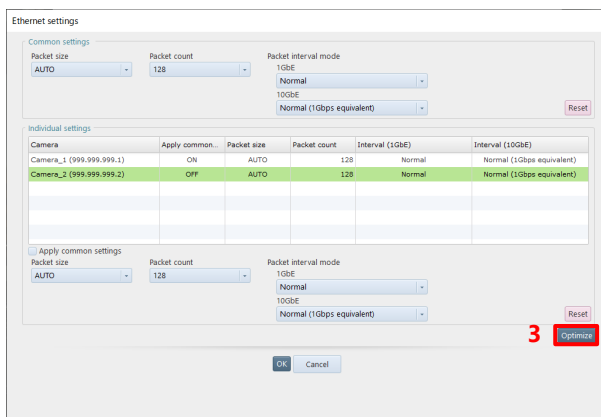 Ethernet settings
Common settings
Packet size Packet count Packet interval mode
1GbE
AUTO 128 Normal
10GbE
Normal (1Gbps equivalent) Reset
Individual settings
Camera Apply common... Packet size Packet count Interval (1GbE) Interval (10GbE)
Camera_1 (999.999.999.1) ON AUTO 128 Normal Normal (1Gbps equivalent)
Camera_2 (999.999.999.2) OFF AUTO 128 Normal Normal (1Gbps equivalent)
Apply common settings
Packet size Packet count Packet interval mode
1GbE
AUTO 128 Normal
10GbE
Normal (1Gbps equivalent) Reset
3 Optimize
OK Cancel